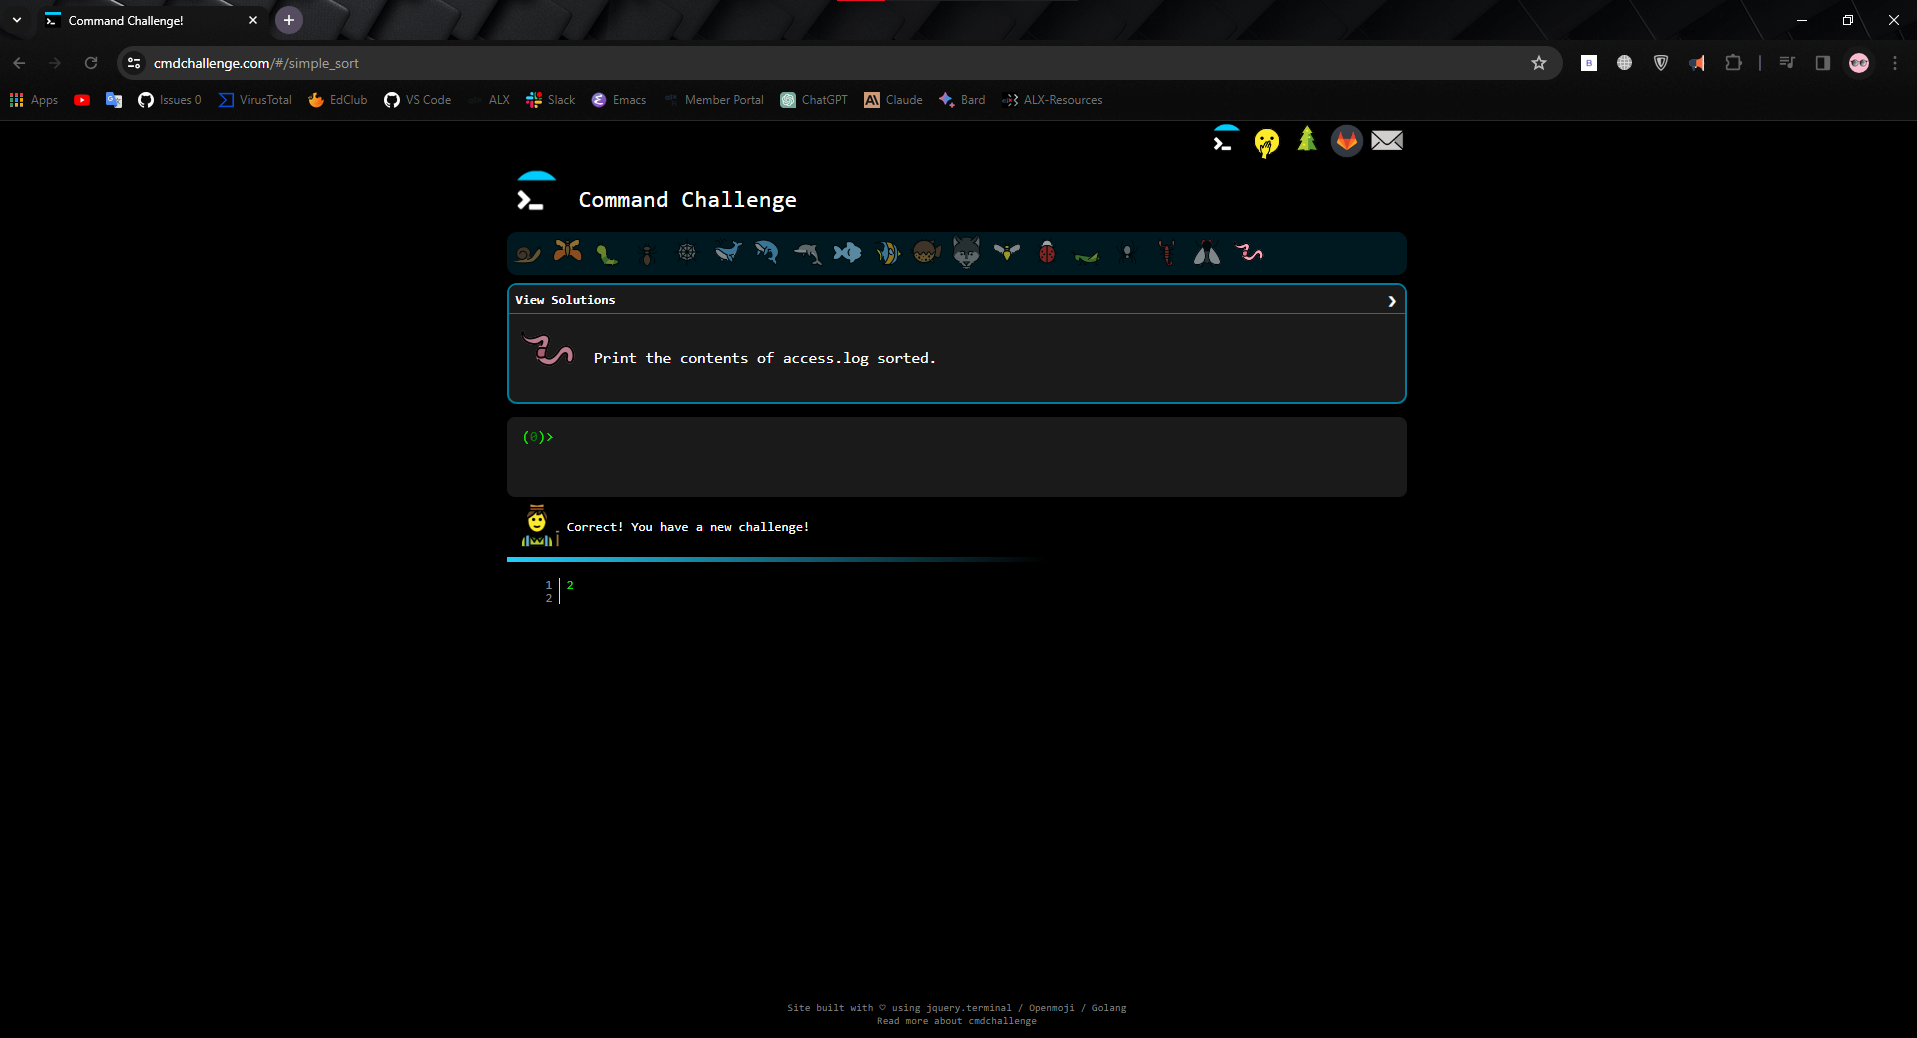 Command Challenge!
cmdchallenge.com/#/simple_sort
Apps
Issues 0
VirusTotal
EdClub
VS Code
ALX
Slack
Emacs
Member Portal
ChatGPT
Claude
Bard
ALX-Resources
Command Challenge
View Solutions
Print the contents of access.log sorted.
(0)>
Correct! You have a new challenge!
1 2
2
Site built with ♡ using jquery.terminal / Openmoji / Golang
Read more about cmdchallenge